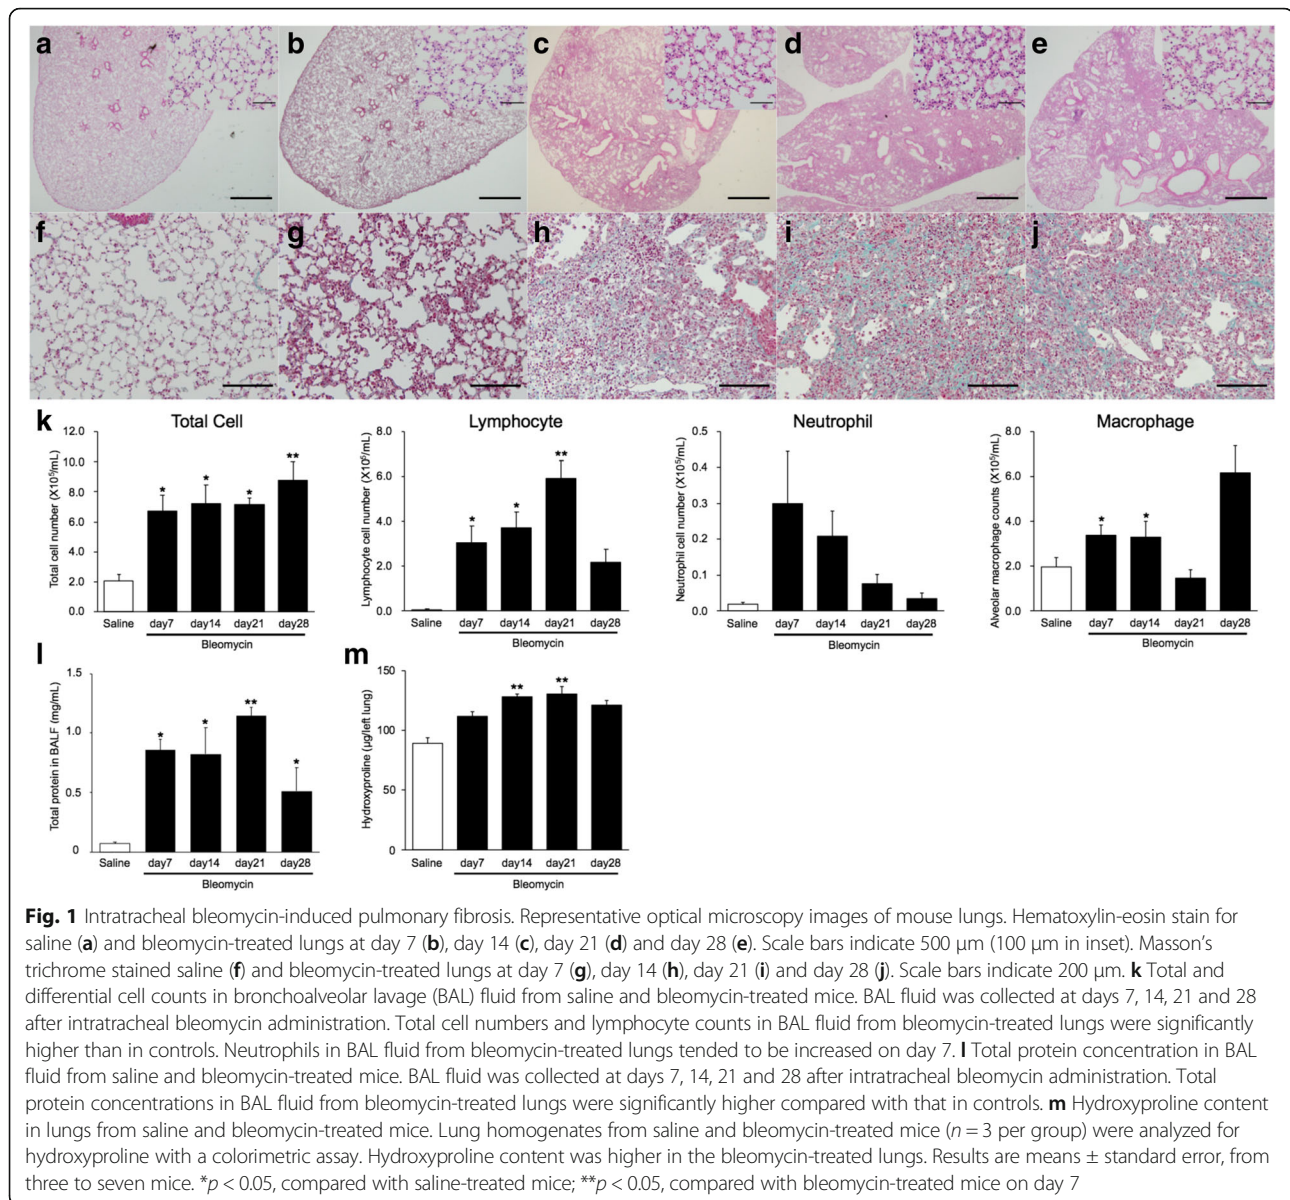 a b c d e
f g h i j
k Total Cell Lymphocyte Neutrophil Macrophage
Total cell number (X10⁵/mL)
12.0
10.0
8.0
6.0
4.0
2.0
0.0
* * * **
Saline day7 day14 day21 day28
Bleomycin
Lymphocyte cell number (X10⁵/mL)
8.0
6.0
4.0
2.0
0.0
* * **
Saline day7 day14 day21 day28
Bleomycin
Neutrophil cell number (X10⁵/mL)
0.5
0.4
0.3
0.2
0.1
0.0
Saline day7 day14 day21 day28
Bleomycin
Alveolar macrophage counts (X10⁵/mL)
8.0
6.0
4.0
2.0
0.0
* *
Saline day7 day14 day21 day28
Bleomycin
l
Total protein in BALF (mg/mL)
1.5
1.0
0.5
0
* * ** *
Saline day7 day14 day21 day28
Bleomycin
m
Hydroxyproline (µg/left lung)
150
100
50
0
** **
Saline day7 day14 day21 day28
Bleomycin
Fig. 1 Intratracheal bleomycin-induced pulmonary fibrosis. Representative optical microscopy images of mouse lungs. Hematoxylin-eosin stain for
saline (a) and bleomycin-treated lungs at day 7 (b), day 14 (c), day 21 (d) and day 28 (e). Scale bars indicate 500 µm (100 µm in inset). Masson's
trichrome stained saline (f) and bleomycin-treated lungs at day 7 (g), day 14 (h), day 21 (i) and day 28 (j). Scale bars indicate 200 µm. k Total and
differential cell counts in bronchoalveolar lavage (BAL) fluid from saline and bleomycin-treated mice. BAL fluid was collected at days 7, 14, 21 and 28
after intratracheal bleomycin administration. Total cell numbers and lymphocyte counts in BAL fluid from bleomycin-treated lungs were significantly
higher than in controls. Neutrophils in BAL fluid from bleomycin-treated lungs tended to be increased on day 7. l Total protein concentration in BAL
fluid from saline and bleomycin-treated mice. BAL fluid was collected at days 7, 14, 21 and 28 after intratracheal bleomycin administration. Total
protein concentrations in BAL fluid from bleomycin-treated lungs were significantly higher compared with that in controls. m Hydroxyproline content
in lungs from saline and bleomycin-treated mice. Lung homogenates from saline and bleomycin-treated mice (n = 3 per group) were analyzed for
hydroxyproline with a colorimetric assay. Hydroxyproline content was higher in the bleomycin-treated lungs. Results are means ± standard error, from
three to seven mice. *p < 0.05, compared with saline-treated mice; **p < 0.05, compared with bleomycin-treated mice on day 7